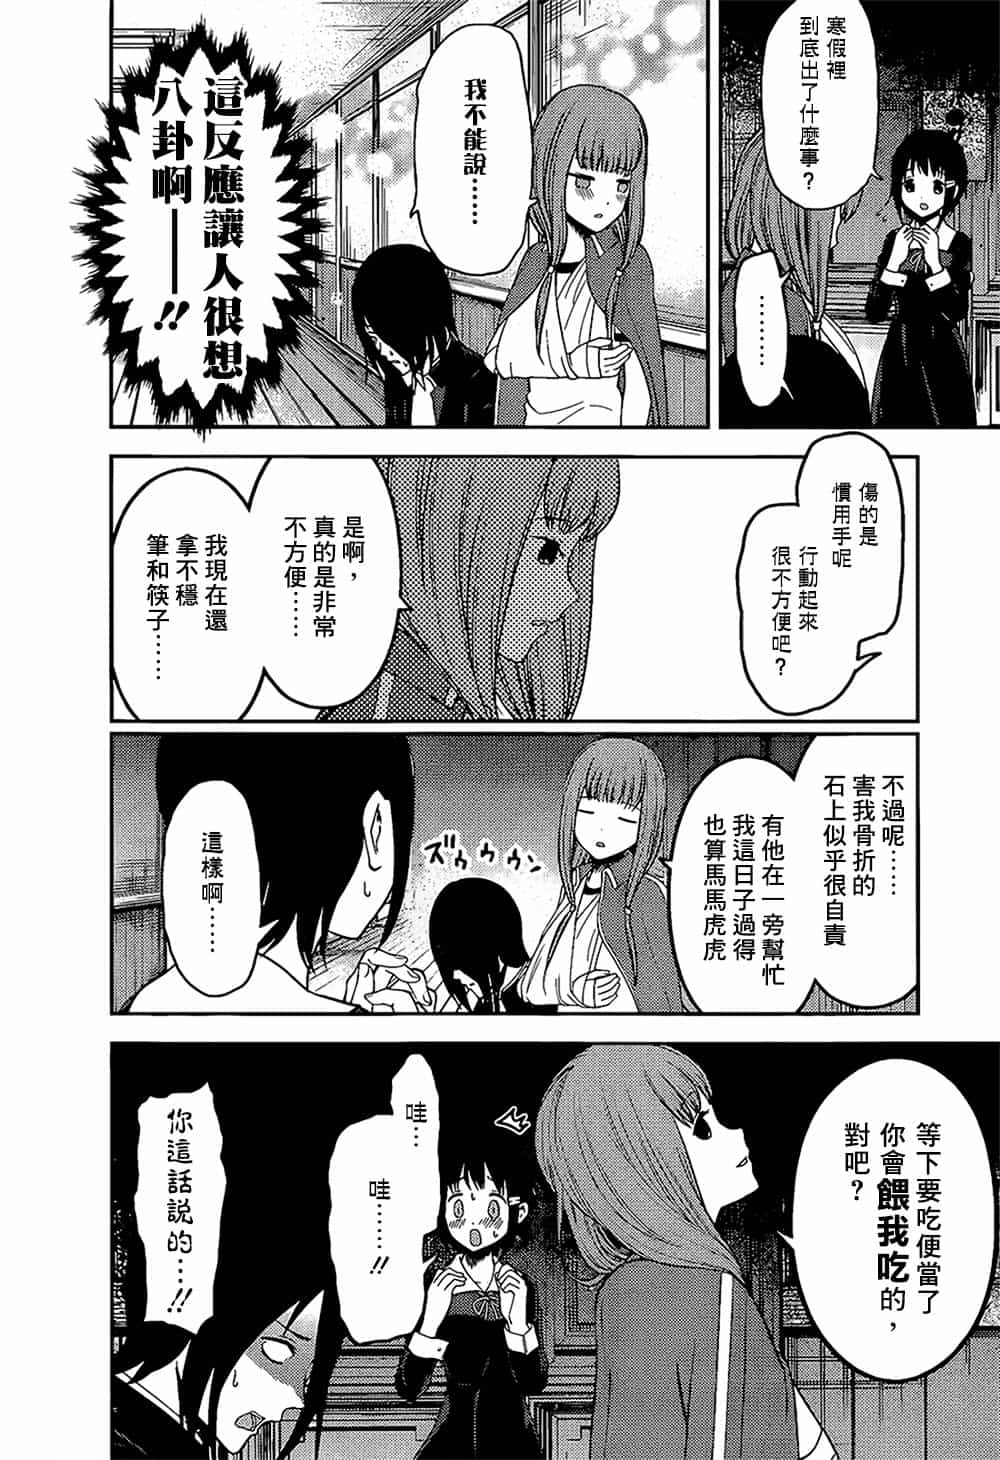 寒假裡
到底出了什麼事？
……
我不能說……
這反應讓人很想
八卦啊——!!
傷的是
慣用手呢
行動起來
很不方便吧？
是啊，
真的是非常
不方便……
我現在還
拿不穩
筆和筷子……
不過呢……
害我骨折的
石上似乎很自責
有他在一旁幫忙
我這日子過得
也算馬馬虎虎
ズゥゥゥン
這樣啊……
等下要吃便當了
你會餵我吃的，
對吧？
哇…
哇……!!
你這話說的…!!